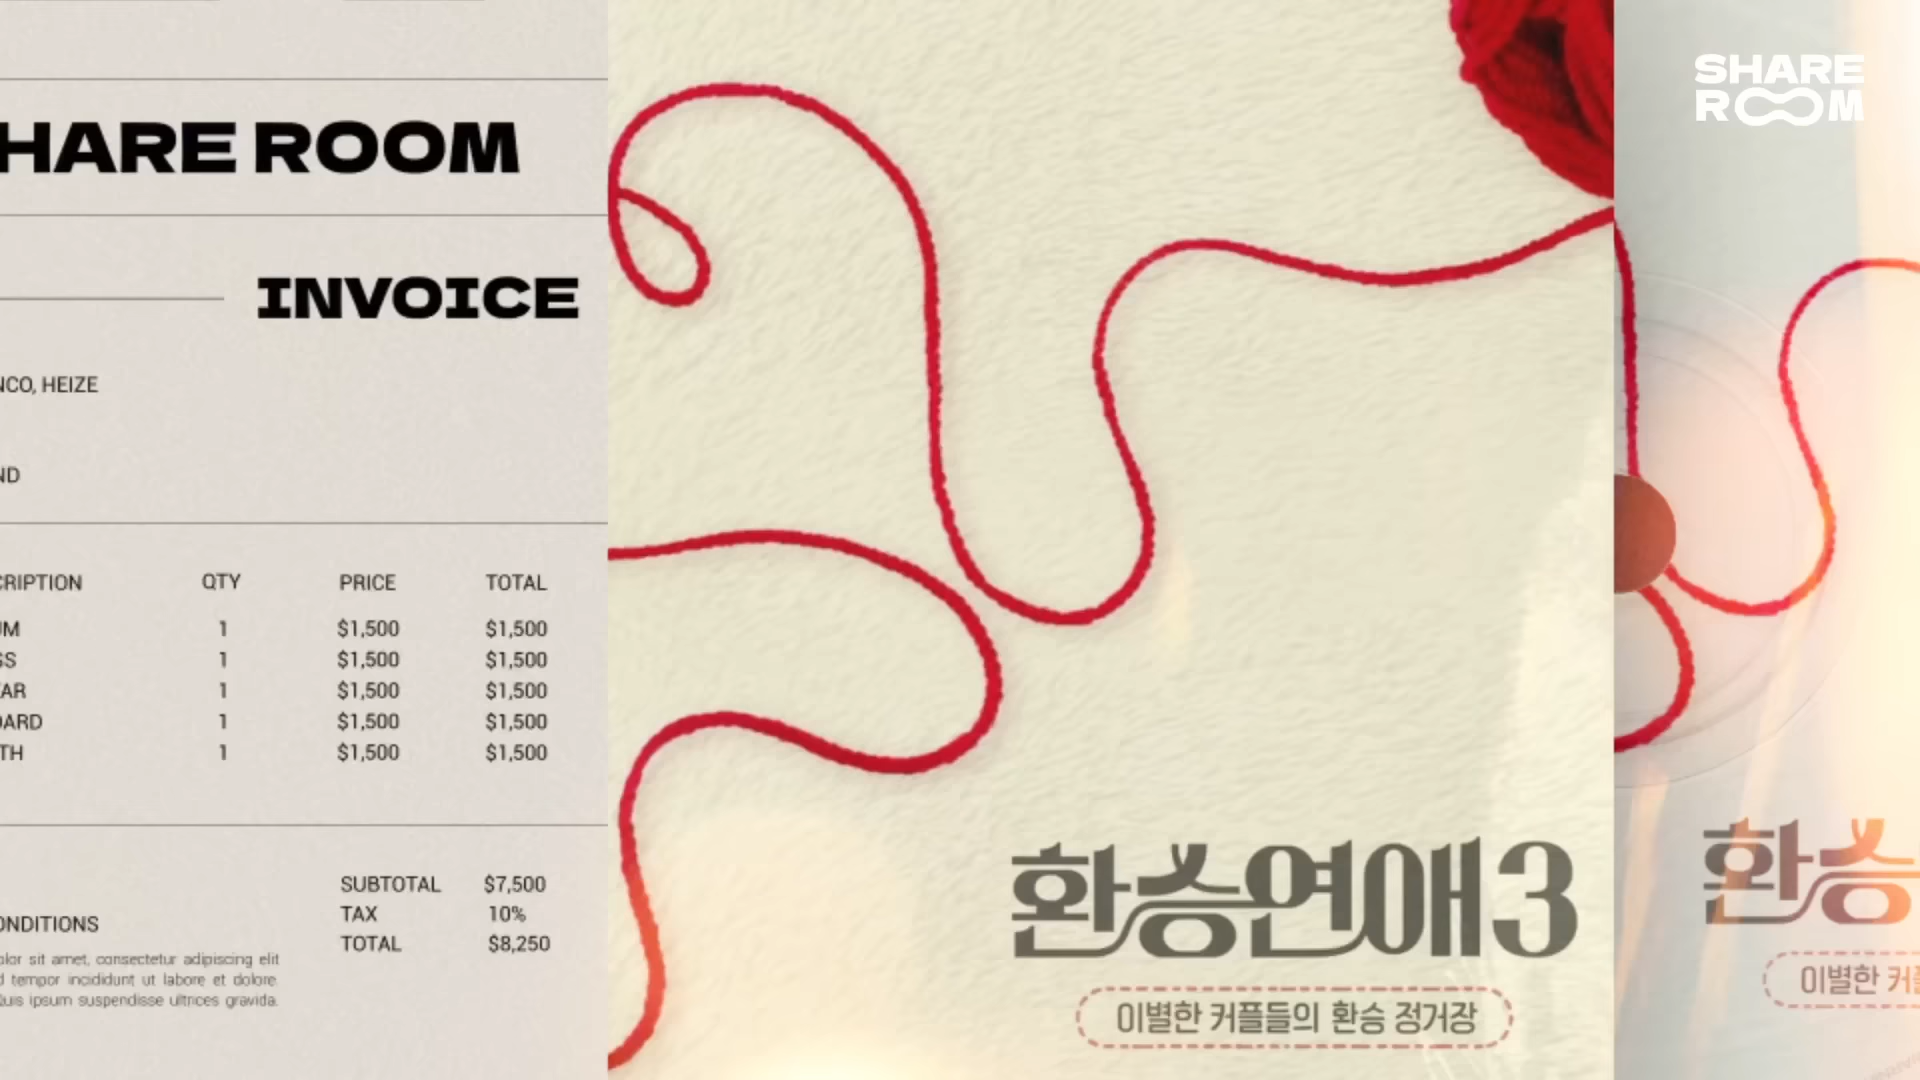 HARE ROOM
INVOICE
NCO, HEIZE
ND
CRIPTION QTY PRICE TOTAL
UM 1 $1,500 $1,500
SS 1 $1,500 $1,500
AR 1 $1,500 $1,500
OARD 1 $1,500 $1,500
TH 1 $1,500 $1,500
SUBTOTAL $7,500
TAX 10%
TOTAL $8,250
ONDITIONS
olor sit amet, consectetur adipiscing elit
d tempor incididunt ut labore et dolore
Quis ipsum suspendisse ultrices gravida.
환승연애3
이별한 커플들의 환승 정거장
SHARE
ROOM
환승
이별한